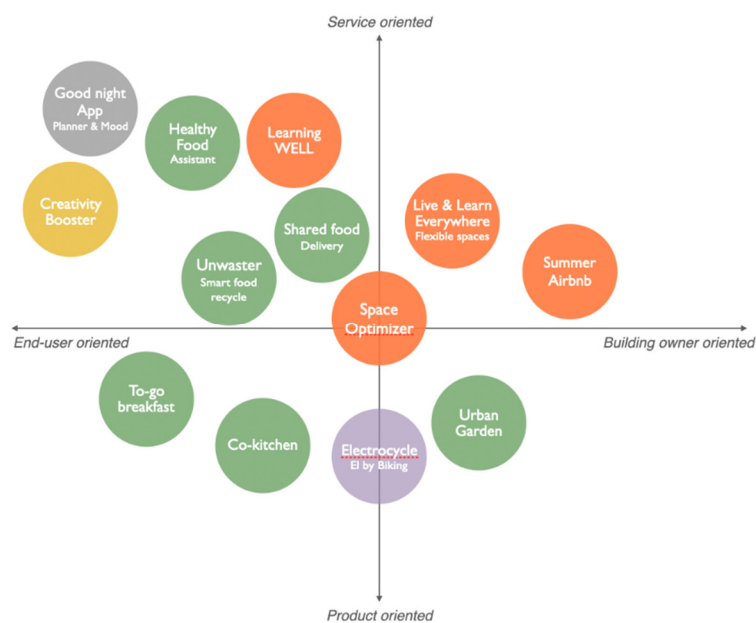 Service oriented
Good night
App
Planner & Mood
Healthy
Food
Assistant
Learning
WELL
Creativity
Booster
Shared food
Delivery
Live & Learn
Everywhere
Flexible spaces
Unwaster
Smart food
recycle
Summer
Airbnb
Space
Optimizer
End-user oriented
Building owner oriented
To-go
breakfast
Co-kitchen
Electrocycle
El by Biking
Urban
Garden
Product oriented